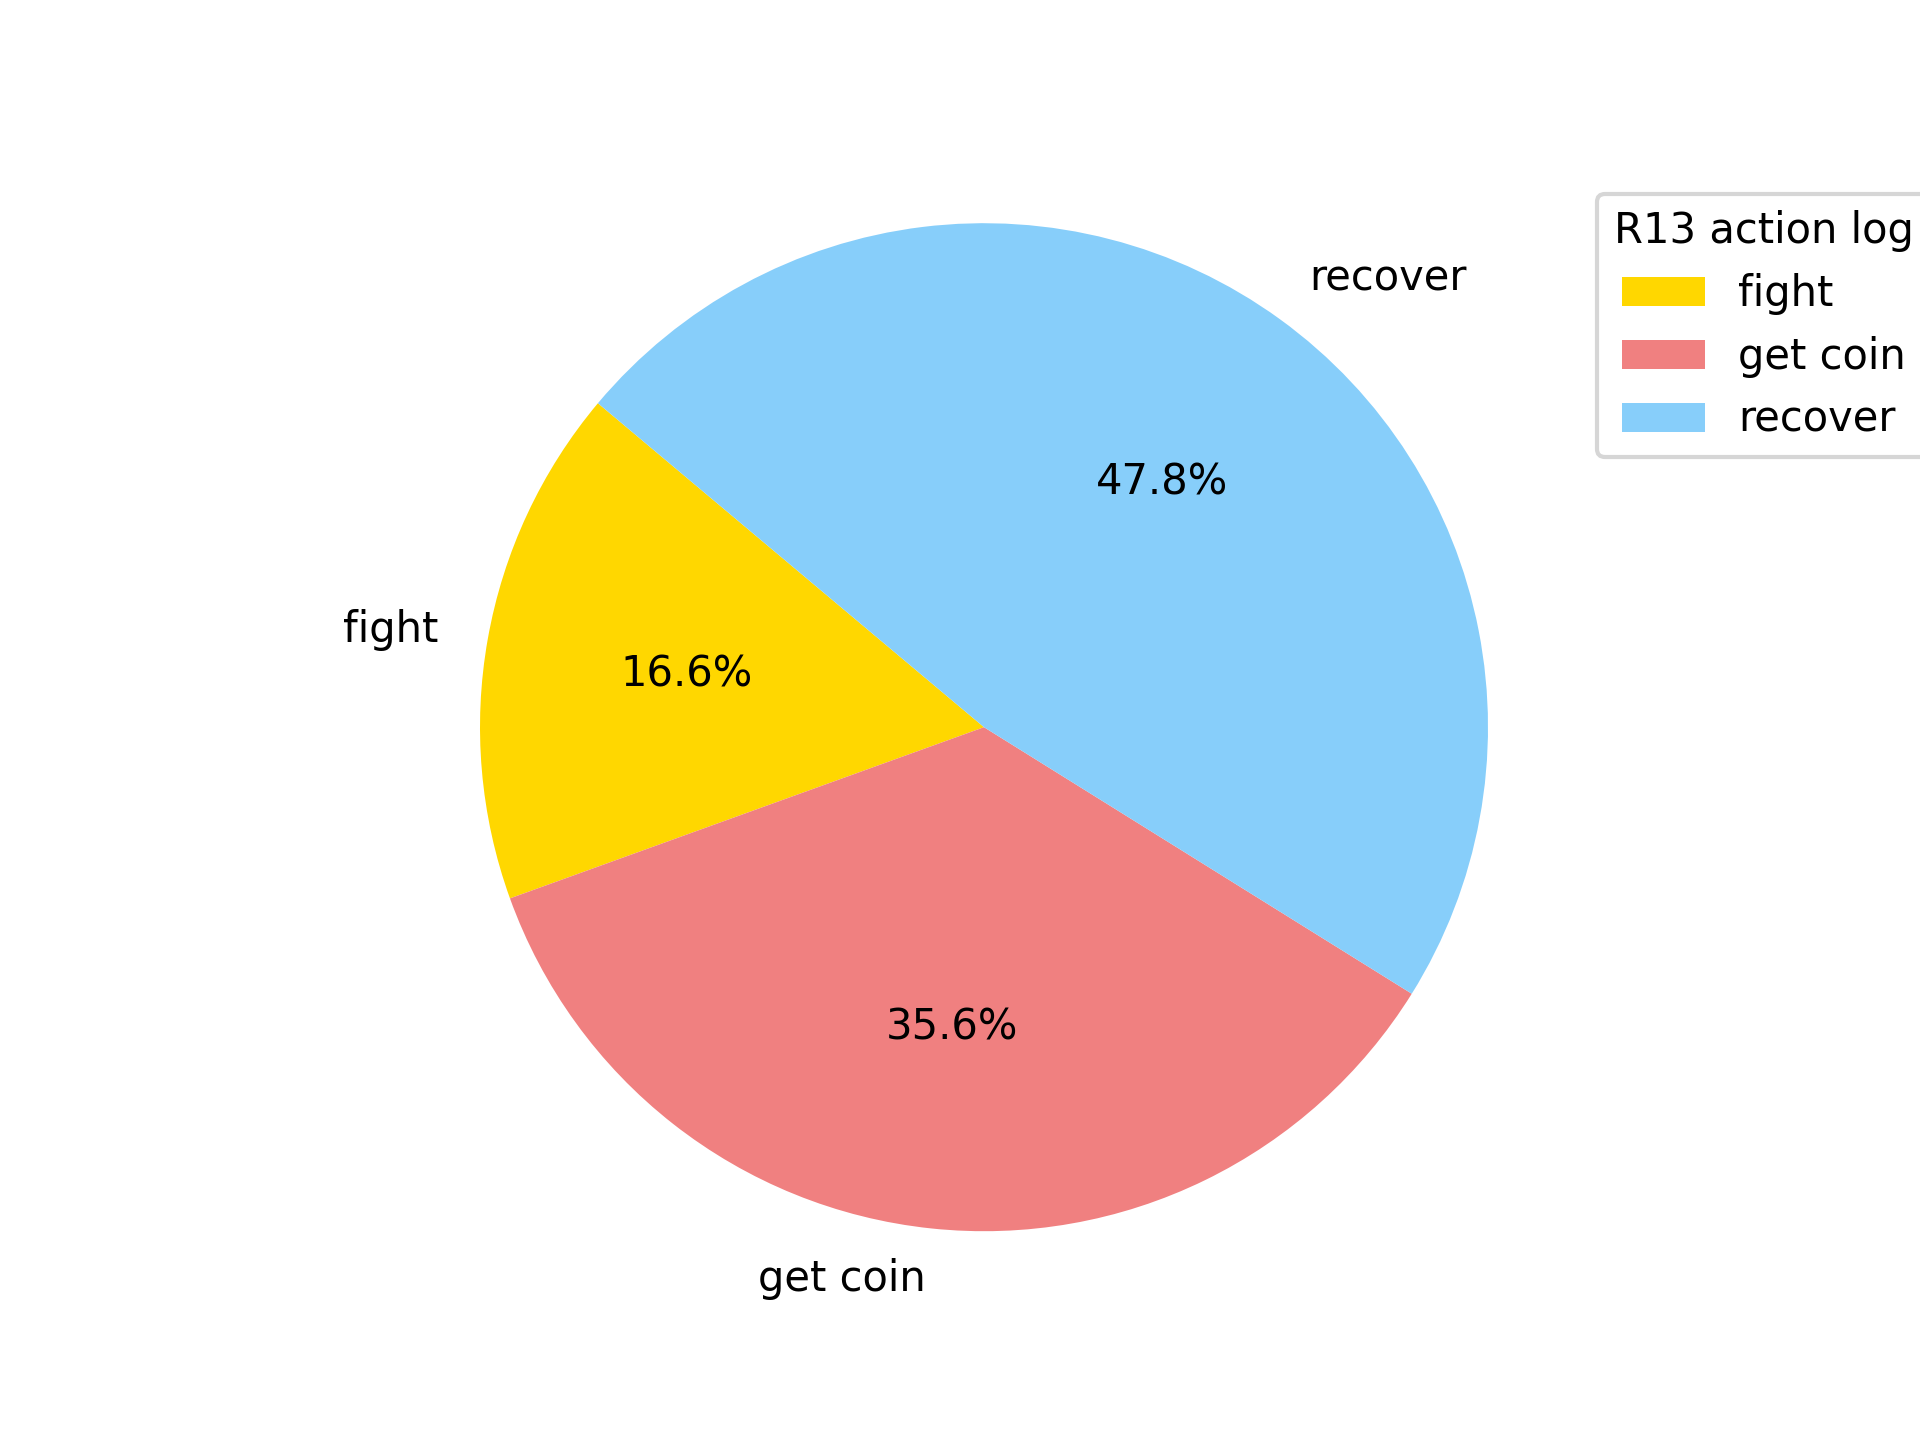 recover
R13 action log
fight
get coin
recover
47.8%
fight
16.6%
35.6%
get coin